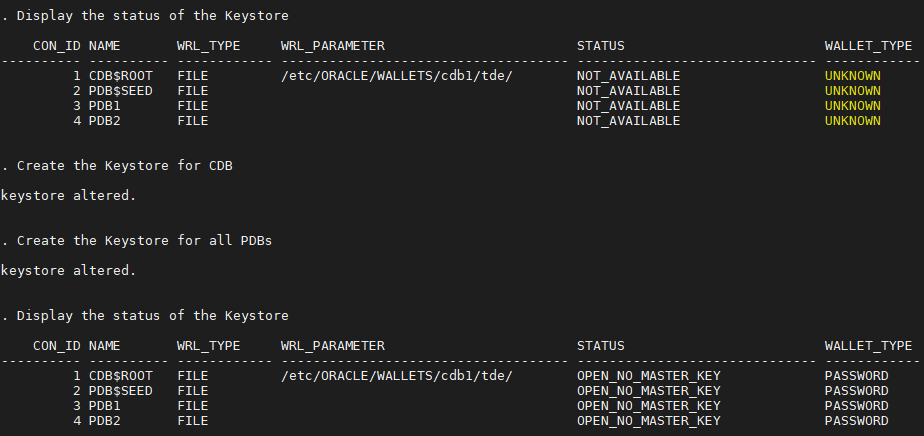 . Display the status of the Keystore
    CON_ID NAME       WRL_TYPE     WRL_PARAMETER                        STATUS                         WALLET_TYPE
---------- ---------- ------------ ------------------------------------ ------------------------------ ------------
         1 CDB$ROOT   FILE         /etc/ORACLE/WALLETS/cdb1/tde/        NOT_AVAILABLE                  UNKNOWN
         2 PDB$SEED   FILE                                              NOT_AVAILABLE                  UNKNOWN
         3 PDB1       FILE                                              NOT_AVAILABLE                  UNKNOWN
         4 PDB2       FILE                                              NOT_AVAILABLE                  UNKNOWN
. Create the Keystore for CDB
keystore altered.
. Create the Keystore for all PDBs
keystore altered.
. Display the status of the Keystore
    CON_ID NAME       WRL_TYPE     WRL_PARAMETER                        STATUS                         WALLET_TYPE
---------- ---------- ------------ ------------------------------------ ------------------------------ ------------
         1 CDB$ROOT   FILE         /etc/ORACLE/WALLETS/cdb1/tde/        OPEN_NO_MASTER_KEY             PASSWORD
         2 PDB$SEED   FILE                                              OPEN_NO_MASTER_KEY             PASSWORD
         3 PDB1       FILE                                              OPEN_NO_MASTER_KEY             PASSWORD
         4 PDB2       FILE                                              OPEN_NO_MASTER_KEY             PASSWORD